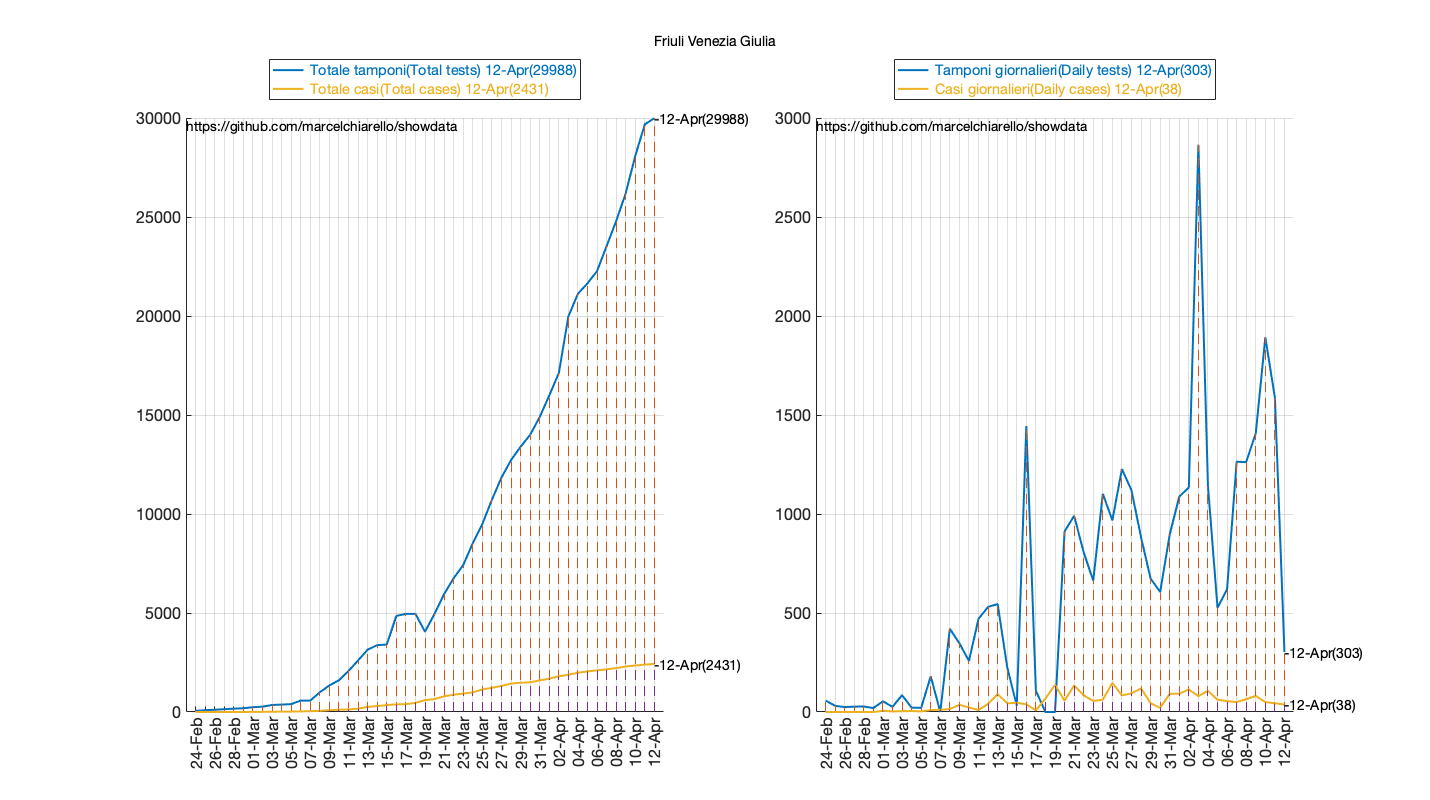 Friuli Venezia Giulia
Totale tamponi(Total tests) 12-Apr(29988)
Totale casi(Total cases) 12-Apr(2431)
https://github.com/marcelchiarello/showdata
30000
25000
20000
15000
10000
5000
0
12-Apr(29988)
12-Apr(2431)
24-Feb
26-Feb
28-Feb
01-Mar
03-Mar
05-Mar
07-Mar
09-Mar
11-Mar
13-Mar
15-Mar
17-Mar
19-Mar
21-Mar
23-Mar
25-Mar
27-Mar
29-Mar
31-Mar
02-Apr
04-Apr
06-Apr
08-Apr
10-Apr
12-Apr
Tamponi giornalieri(Daily tests) 12-Apr(303)
Casi giornalieri(Daily cases) 12-Apr(38)
https://github.com/marcelchiarello/showdata
3000
2500
2000
1500
1000
500
0
12-Apr(303)
12-Apr(38)
24-Feb
26-Feb
28-Feb
01-Mar
03-Mar
05-Mar
07-Mar
09-Mar
11-Mar
13-Mar
15-Mar
17-Mar
19-Mar
21-Mar
23-Mar
25-Mar
27-Mar
29-Mar
31-Mar
02-Apr
04-Apr
06-Apr
08-Apr
10-Apr
12-Apr